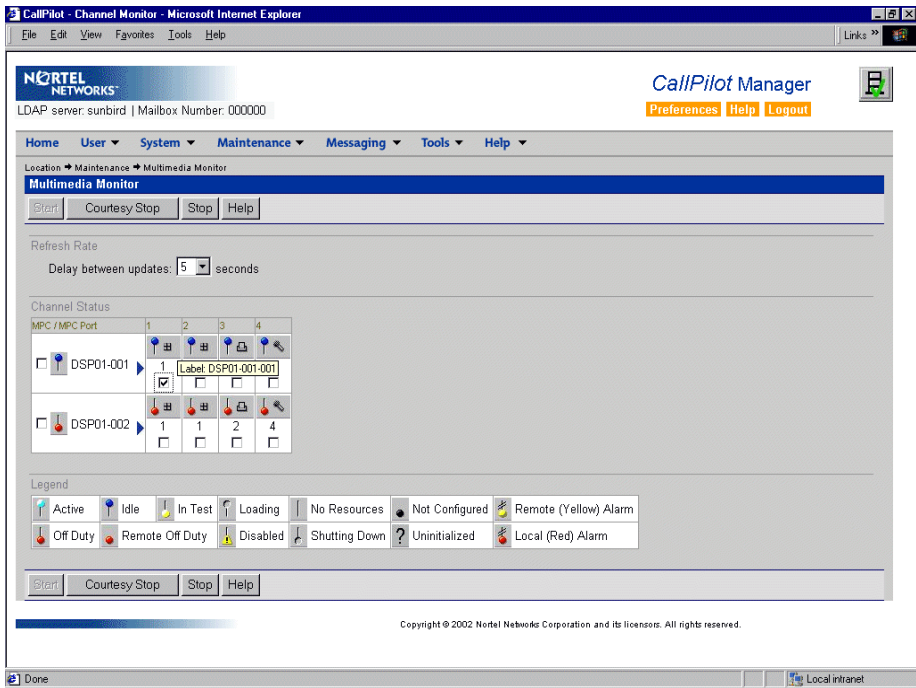 CallPilot - Channel Monitor - Microsoft Internet Explorer
File Edit View Favorites Tools Help
Links »
NORTEL
NETWORKS™
CallPilot Manager
LDAP server: sunbird | Mailbox Number: 000000
Preferences Help Logout
Home User System Maintenance Messaging Tools Help
Location Maintenance Multimedia Monitor
Multimedia Monitor
Start Courtesy Stop Stop Help
Refresh Rate
Delay between updates: 5 seconds
Channel Status
MPC / MPC Port 1 2 3 4
DSP01-001
1 Label: DSP01-001-001
DSP01-002
1 1 2 4
Legend
Active Idle In Test Loading No Resources Not Configured Remote (Yellow) Alarm
Off Duty Remote Off Duty Disabled Shutting Down ? Uninitialized Local (Red) Alarm
Start Courtesy Stop Stop Help
Copyright © 2002 Nortel Networks Corporation and its licensors. All rights reserved.
Done Local intranet